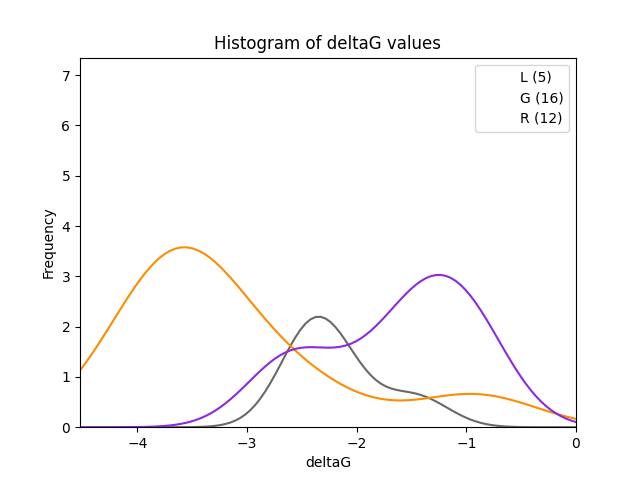 Histogram of deltaG values
L (5)
G (16)
R (12)
7
6
5
4
3
2
1
0
Frequency
−4
−3
−2
−1
0
deltaG